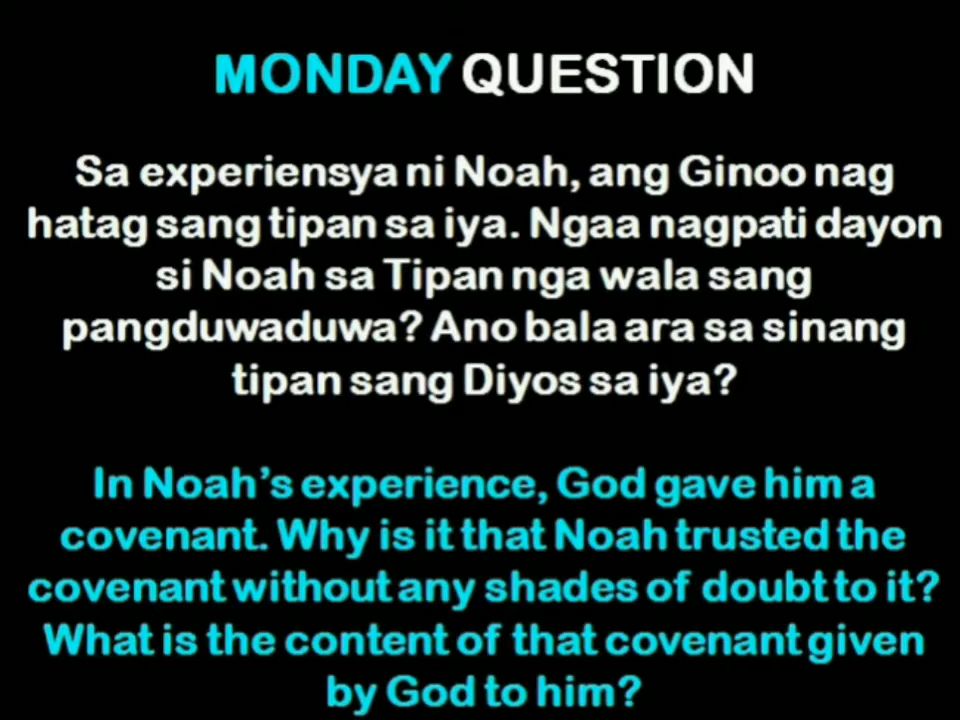 MONDAY QUESTION
Sa experiensya ni Noah, ang Ginoo nag
hatag sang tipan sa iya. Ngaa nagpati dayon
si Noah sa Tipan nga wala sang
pangduwaduwa? Ano bala ara sa sinang
tipan sang Diyos sa iya?
In Noah's experience, God gave him a
covenant. Why is it that Noah trusted the
covenant without any shades of doubt to it?
What is the content of that covenant given
by God to him?